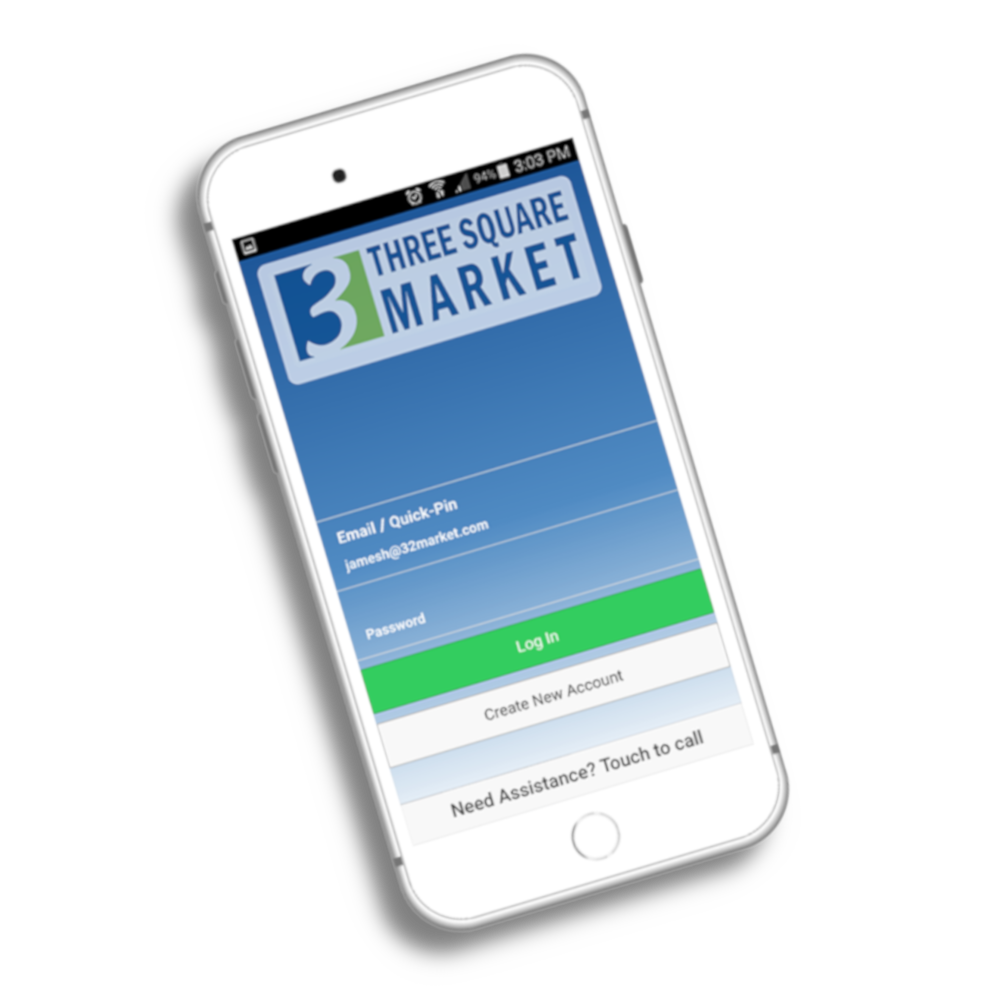 94% 3:03 PM
3 THREE SQUARE
MARKET
Email / Quick-Pin
jamesh@32market.com
Password
Log In
Create New Account
Need Assistance? Touch to call